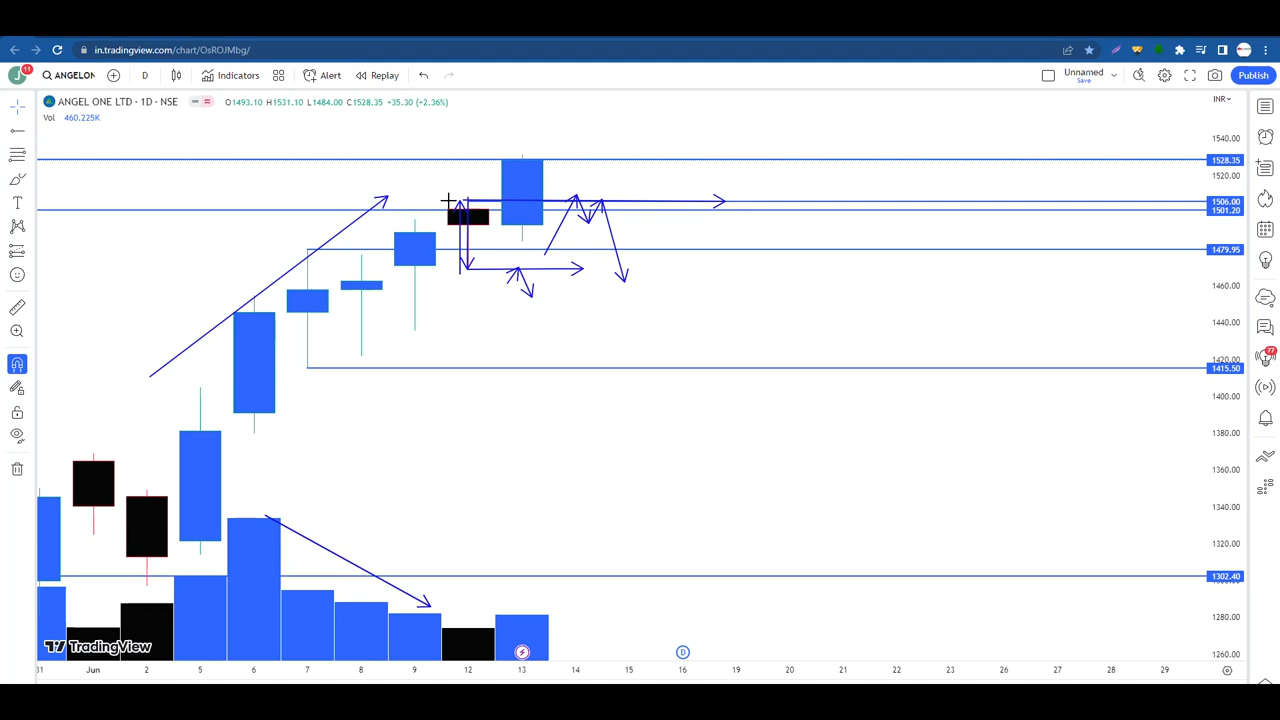 in.tradingview.com/chart/OsROJMbg/
J 11 ANGELON D Indicators Alert Replay Unnamed Save Publish
ANGEL ONE LTD · 1D · NSE O1493.10 H1531.10 L1484.00 C1528.35 +35.30 (+2.36%) INR
Vol 460.225K
1540.00
1528.35
1520.00
1506.00
1501.20
1479.95
1460.00
1440.00
1420.00
77
1415.50
1400.00
1380.00
1360.00
1340.00
1320.00
1302.40
1280.00
TradingView
D
1260.00
31 Jun 2 5 6 7 8 9 12 13 14 15 16 19 20 21 22 23 26 27 28 29